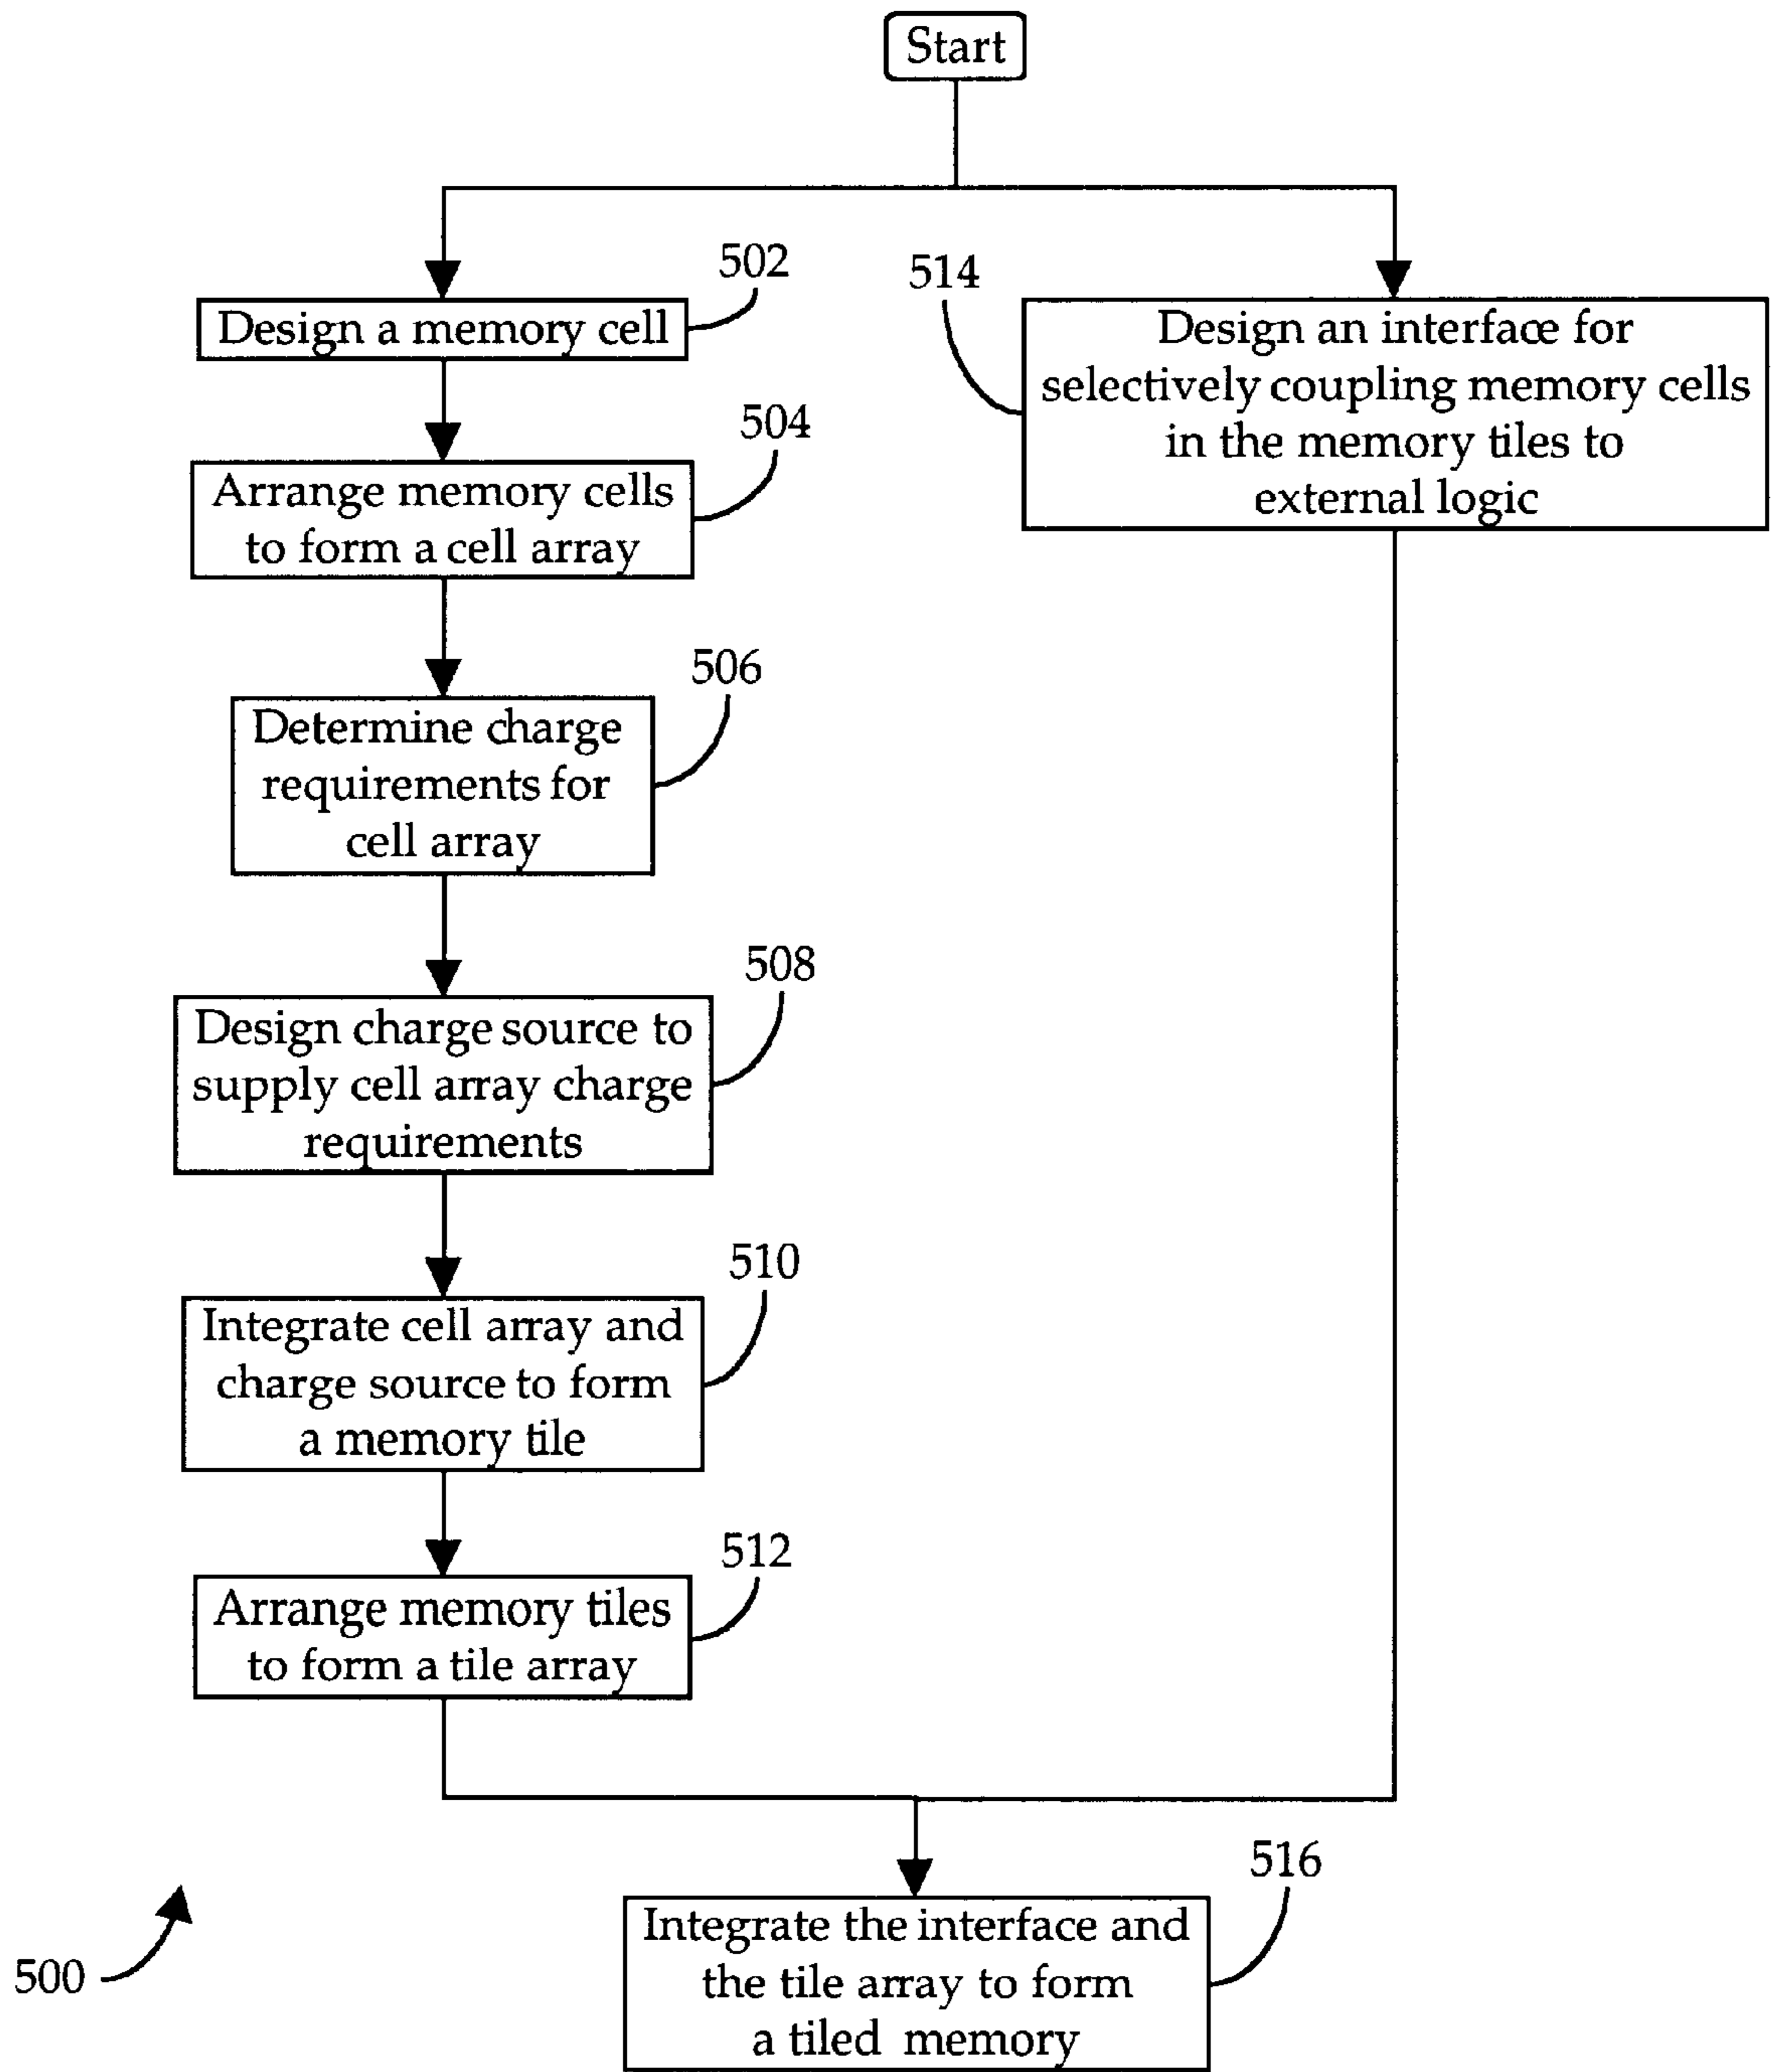 Start
502
Design a memory cell
514
Design an interface for
selectively coupling memory cells
in the memory tiles to
external logic
504
Arrange memory cells
to form a cell array
506
Determine charge
requirements for
cell array
508
Design charge source to
supply cell array charge
requirements
510
Integrate cell array and
charge source to form
a memory tile
512
Arrange memory tiles
to form a tile array
516
Integrate the interface and
the tile array to form
a tiled memory
500